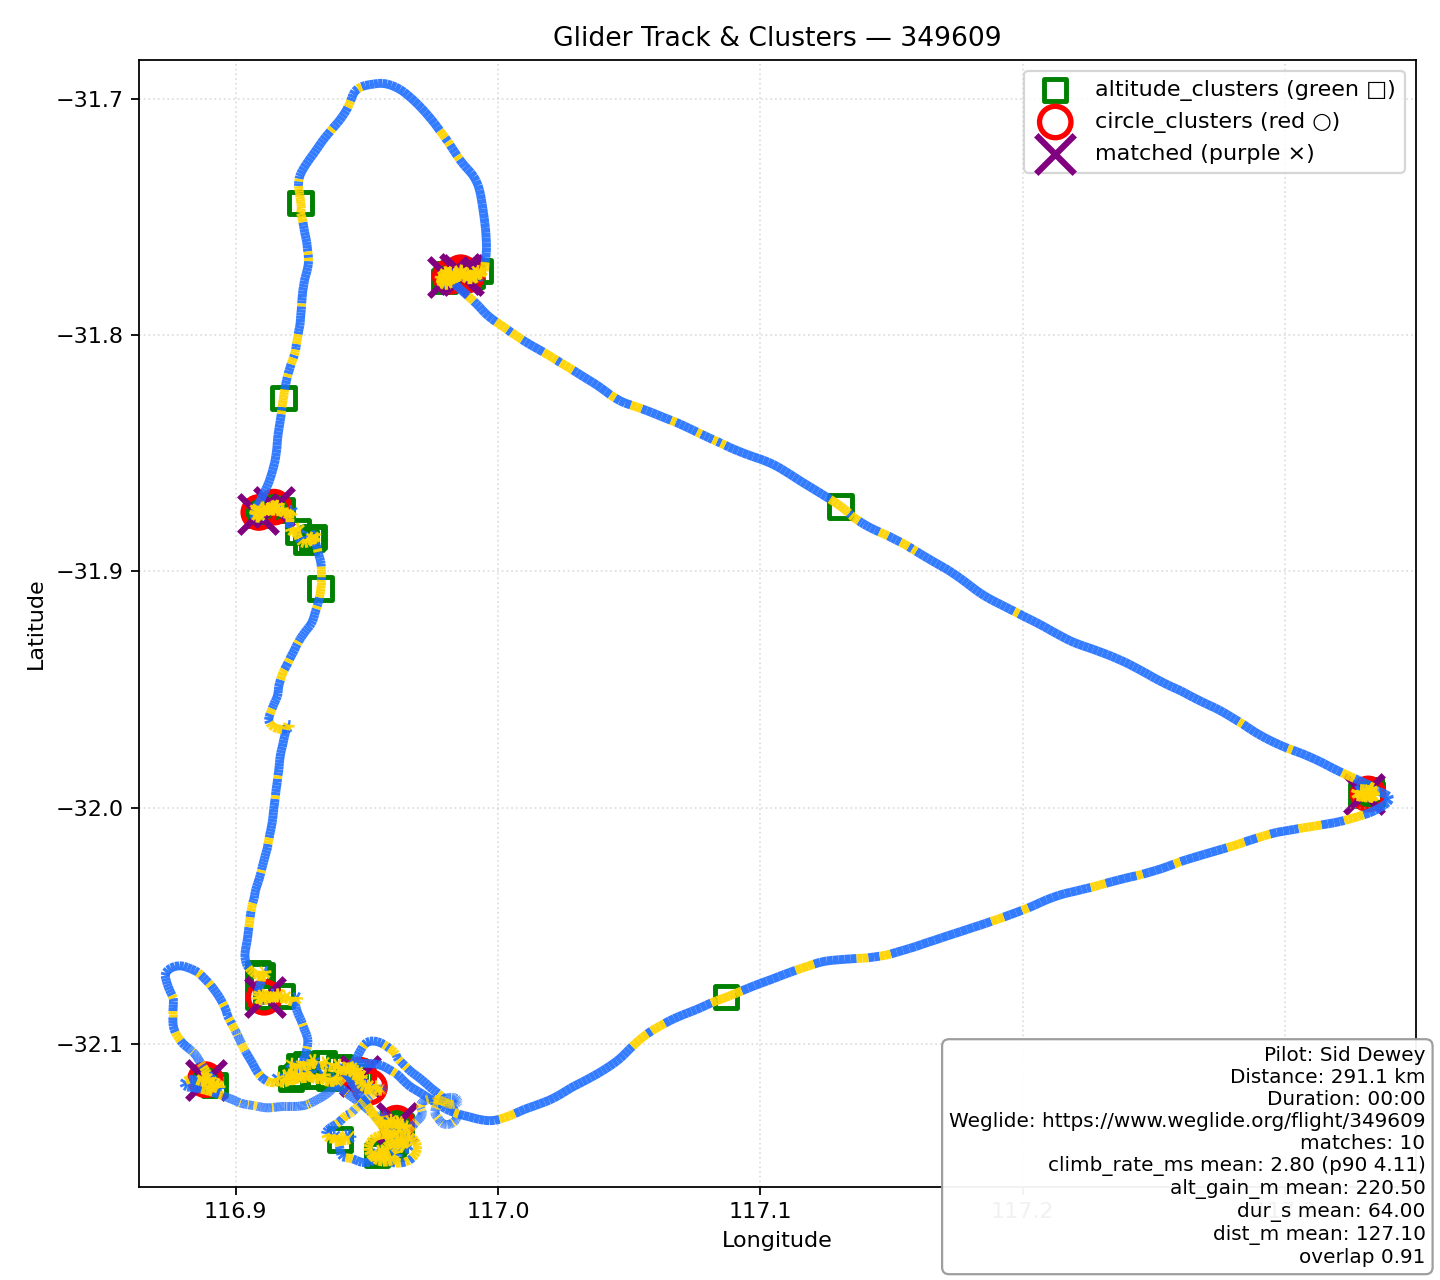 Glider Track & Clusters — 349609
altitude_clusters (green □)
circle_clusters (red ○)
matched (purple ×)
−31.7
−31.8
−31.9
−32.0
−32.1
Latitude
116.9
117.0
117.1
117.2
Longitude
Pilot: Sid Dewey
Distance: 291.1 km
Duration: 00:00
Weglide: https://www.weglide.org/flight/349609
matches: 10
climb_rate_ms mean: 2.80 (p90 4.11)
alt_gain_m mean: 220.50
dur_s mean: 64.00
dist_m mean: 127.10
overlap 0.91